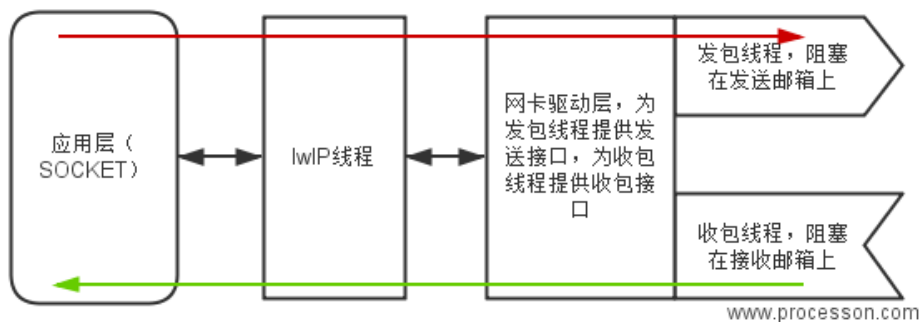 应用层（
SOCKET）
lwIP线程
网卡驱动层，为
发包线程提供发
送接口，为收包
线程提供收包接
口
发包线程，阻塞
在发送邮箱上
收包线程，阻塞
在接收邮箱上
www.processon.com